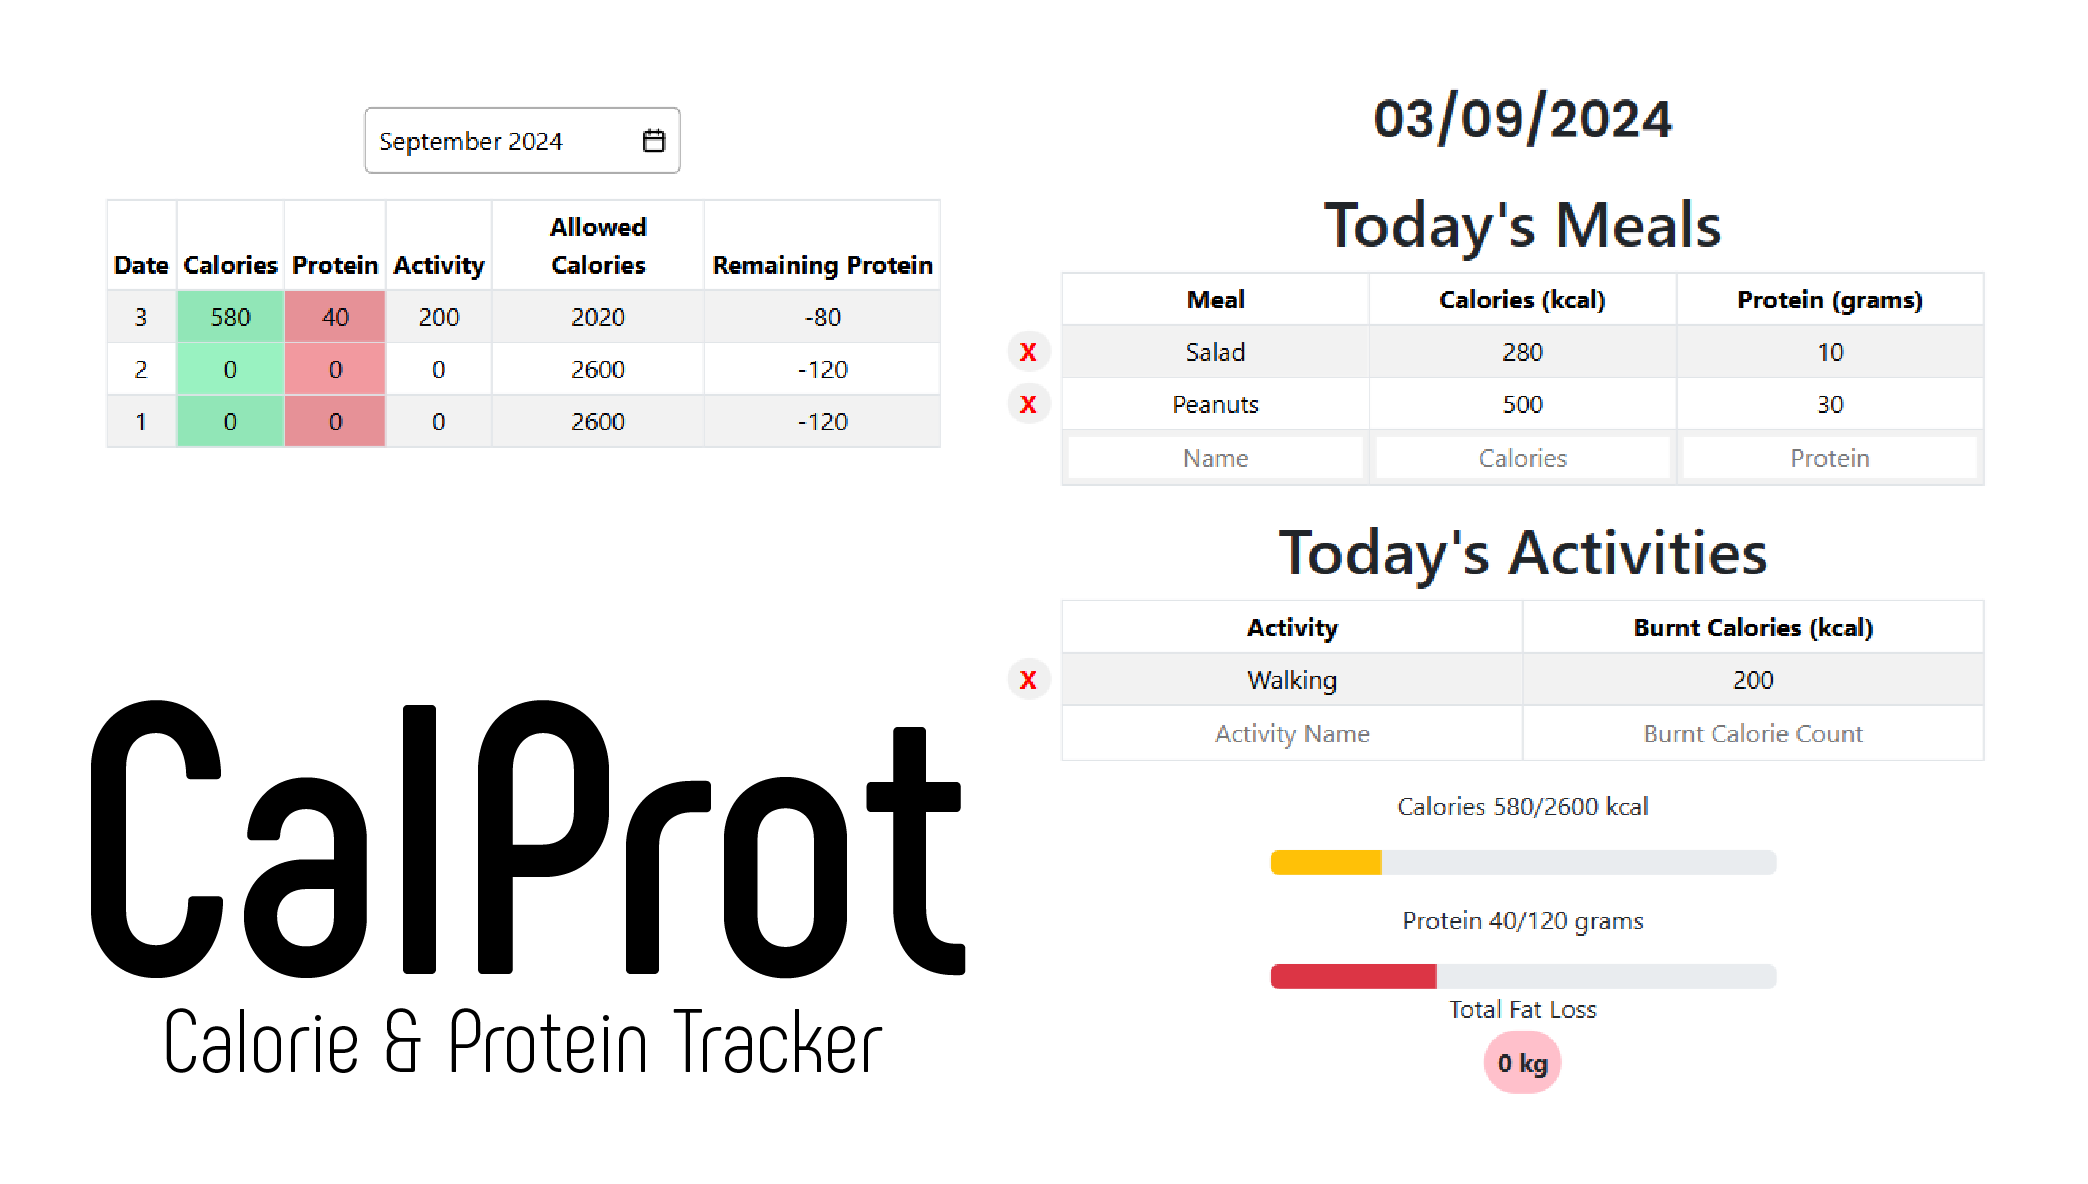 September 2024
Date Calories Protein Activity Allowed Calories Remaining Protein
3 580 40 200 2020 -80
2 0 0 0 2600 -120
1 0 0 0 2600 -120
CalProt
Calorie & Protein Tracker
03/09/2024
Today's Meals
Meal Calories (kcal) Protein (grams)
X Salad 280 10
X Peanuts 500 30
Name Calories Protein
Today's Activities
Activity Burnt Calories (kcal)
X Walking 200
Activity Name Burnt Calorie Count
Calories 580/2600 kcal
Protein 40/120 grams
Total Fat Loss
0 kg